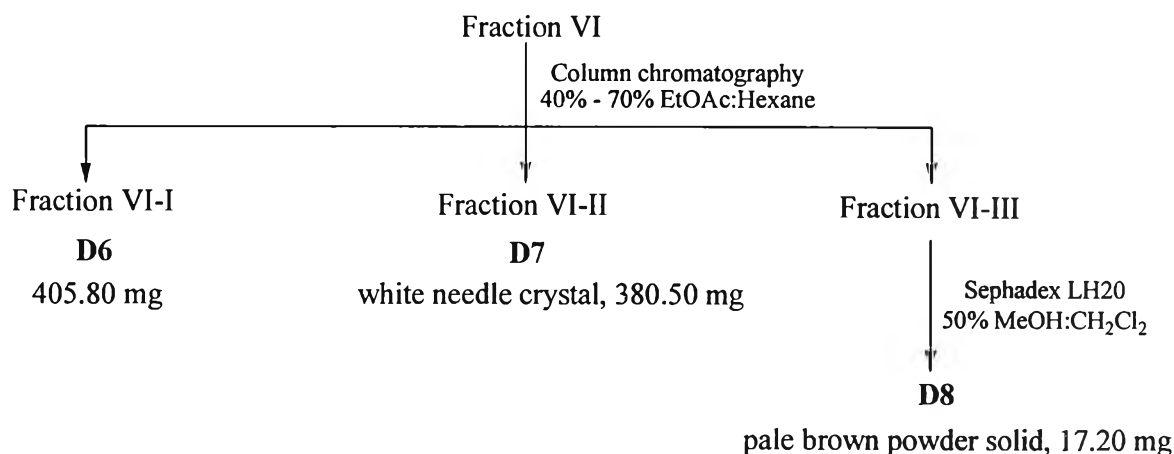 Fraction VI
Column chromatography
40% - 70% EtOAc:Hexane
Fraction VI-I
D6
405.80 mg
Fraction VI-II
D7
white needle crystal, 380.50 mg
Fraction VI-III
Sephadex LH20
50% MeOH:CH₂Cl₂
D8
pale brown powder solid, 17.20 mg